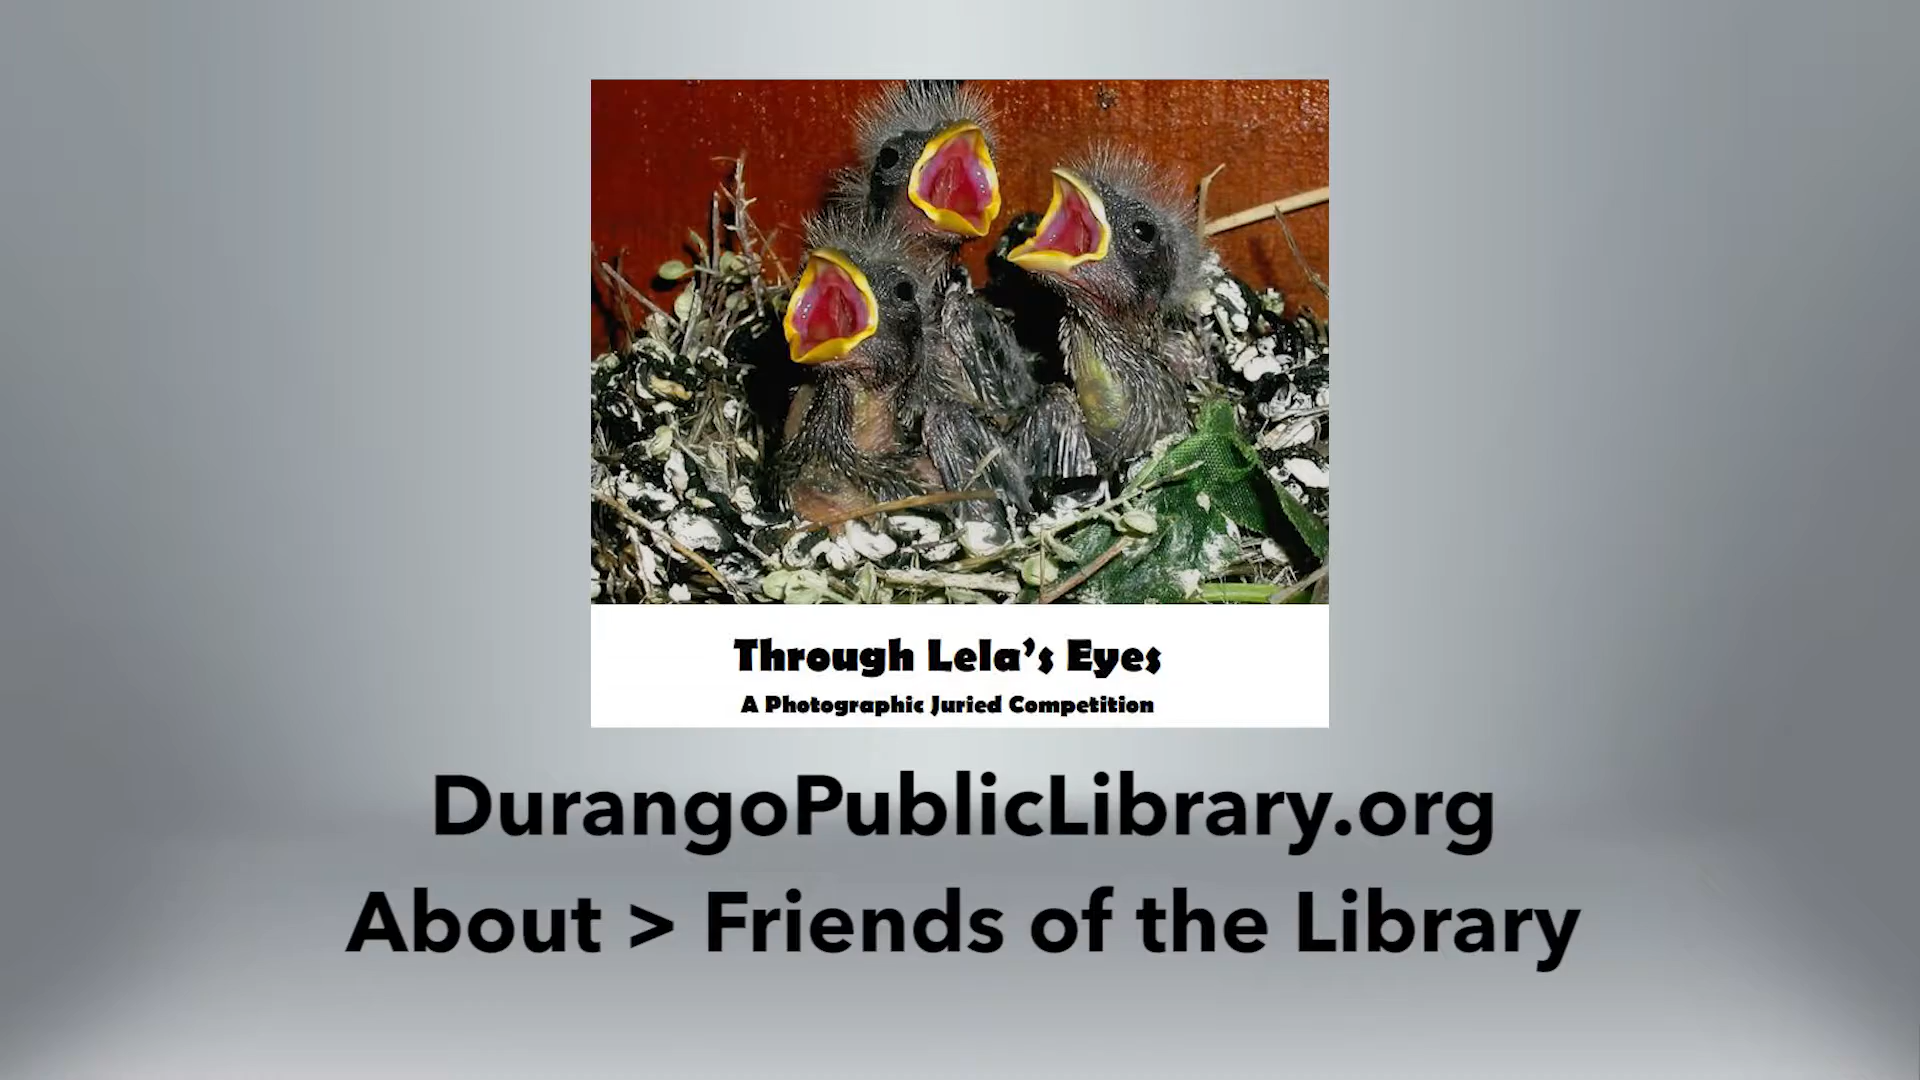 Through Lela's Eyes
A Photographic Juried Competition
DurangoPublicLibrary.org
About > Friends of the Library